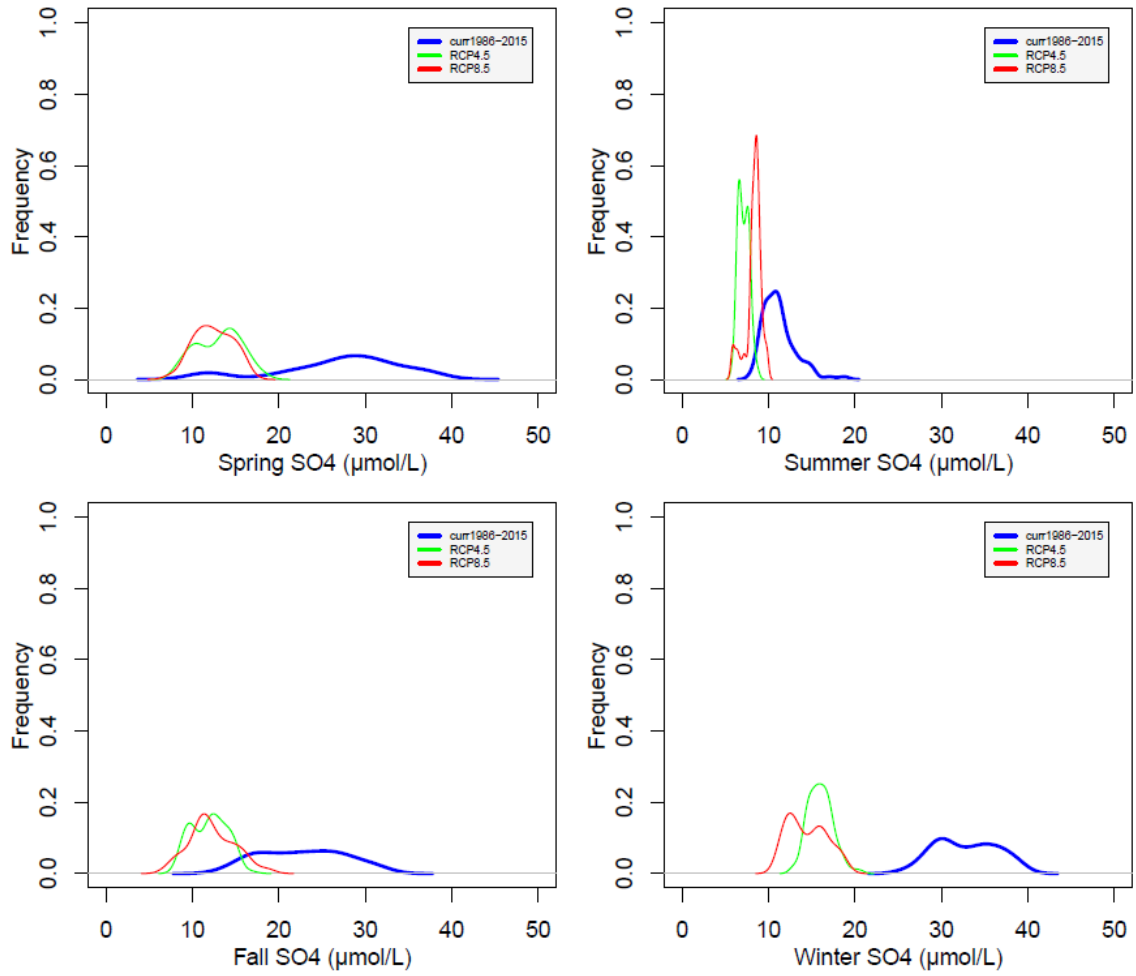 1.0
0.8
0.6
0.4
0.2
0.0
Frequency
curr1986-2015
RCP4.5
RCP8.5
0 10 20 30 40 50
Spring SO4 (µmol/L)
1.0
0.8
0.6
0.4
0.2
0.0
Frequency
curr1986-2015
RCP4.5
RCP8.5
0 10 20 30 40 50
Summer SO4 (µmol/L)
1.0
0.8
0.6
0.4
0.2
0.0
Frequency
curr1986-2015
RCP4.5
RCP8.5
0 10 20 30 40 50
Fall SO4 (µmol/L)
1.0
0.8
0.6
0.4
0.2
0.0
Frequency
curr1986-2015
RCP4.5
RCP8.5
0 10 20 30 40 50
Winter SO4 (µmol/L)